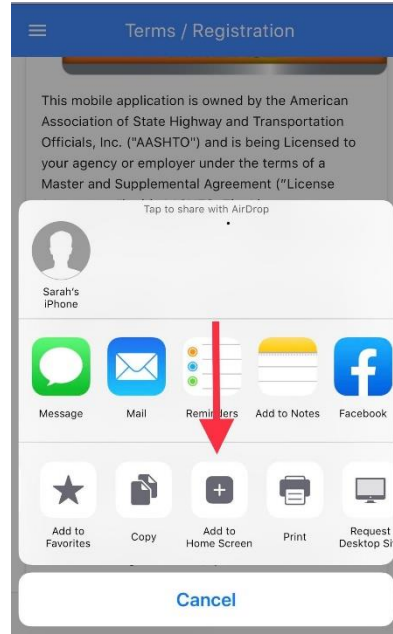 Terms / Registration
This mobile application is owned by the American
Association of State Highway and Transportation
Officials, Inc. ("AASHTO") and is being Licensed to
your agency or employer under the terms of a
Master and Supplemental Agreement ("License
Tap to share with AirDrop
Sarah's
iPhone
Message Mail Reminders Add to Notes Facebook
Add to
Favorites
Copy
Add to
Home Screen
Print
Request
Desktop Si
Cancel